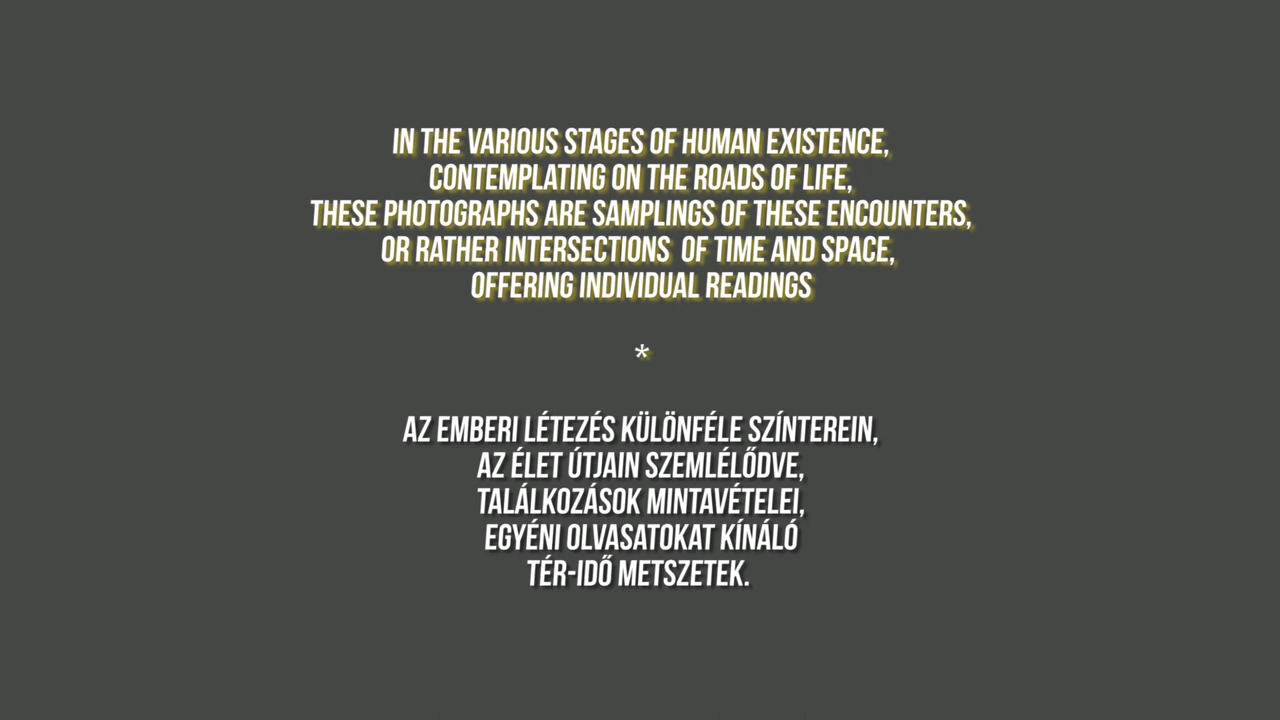 IN THE VARIOUS STAGES OF HUMAN EXISTENCE,
CONTEMPLATING ON THE ROADS OF LIFE,
THESE PHOTOGRAPHS ARE SAMPLINGS OF THESE ENCOUNTERS,
OR RATHER INTERSECTIONS  OF TIME AND SPACE,
OFFERING INDIVIDUAL READINGS
*
AZ EMBERI LÉTEZÉS KÜLÖNFÉLE SZÍNTEREIN,
AZ ÉLET ÚTJAIN SZEMLÉLŐDVE,
TALÁLKOZÁSOK MINTAVÉTELEI,
EGYÉNI OLVASATOKAT KÍNÁLÓ
TÉR-IDŐ METSZETEK.